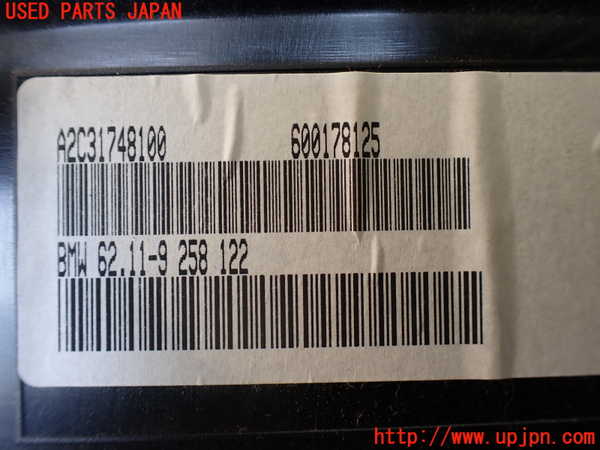 USED PARTS JAPAN
A2C31748100 600178125
BMW 62.11-9 258 122
http://www.upjpn.com/